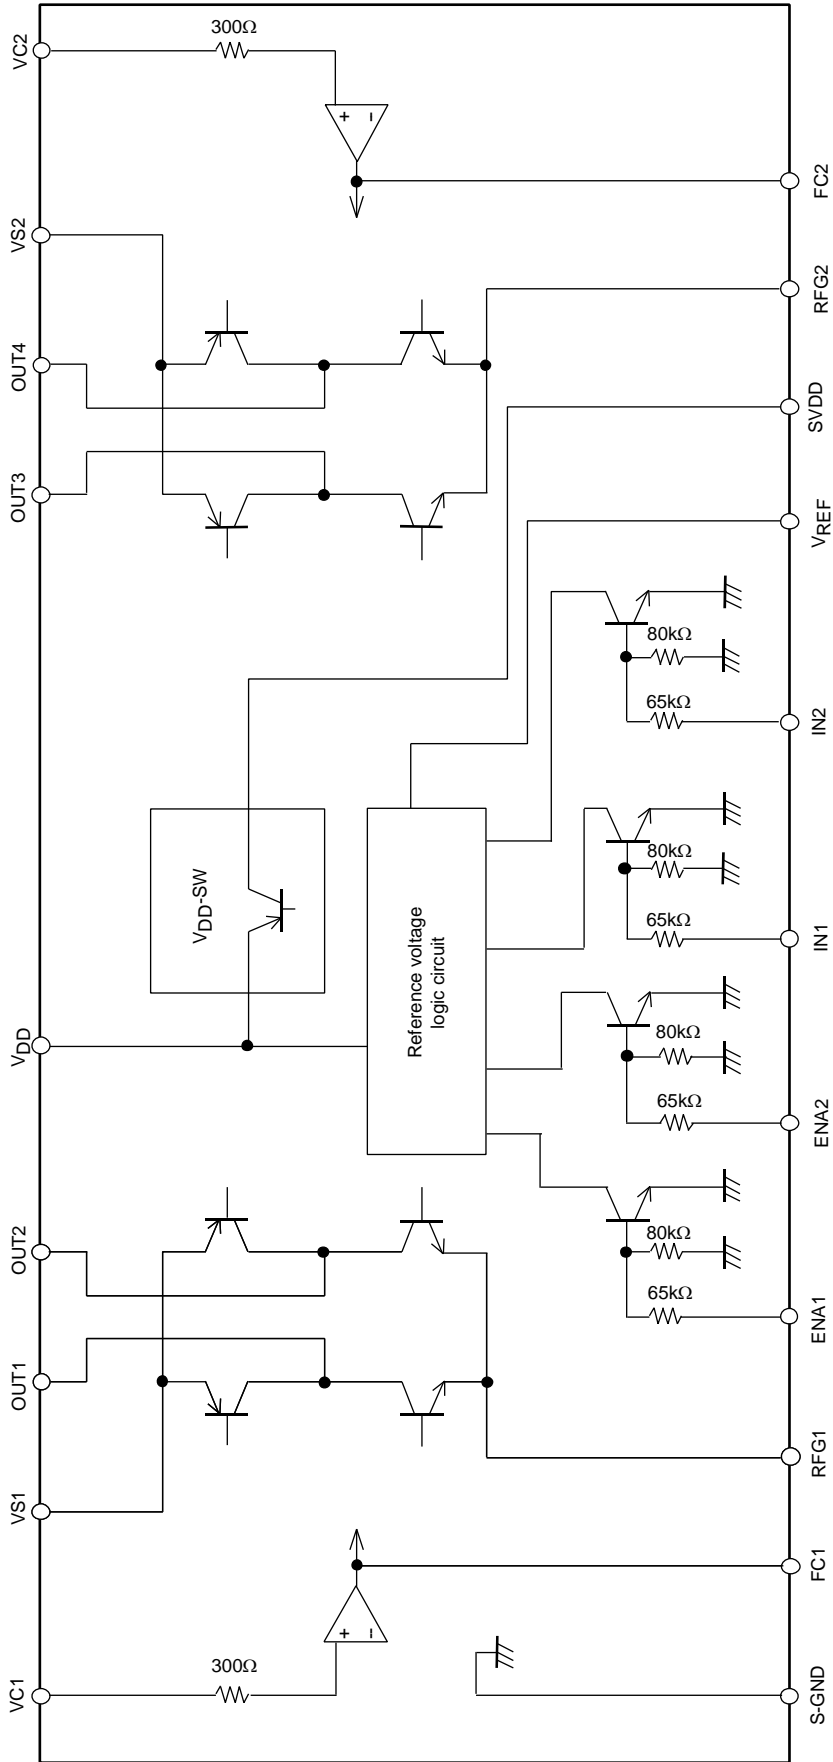 VC2
VS2
OUT4
OUT3
VDD
OUT2
OUT1
VS1
VC1
300Ω
VDD-SW
Reference voltage
logic circuit
80kΩ
65kΩ
80kΩ
65kΩ
80kΩ
65kΩ
80kΩ
65kΩ
300Ω
+ −
+ −
FC2
RFG2
SVDD
VREF
IN2
IN1
ENA2
ENA1
RFG1
FC1
S-GND